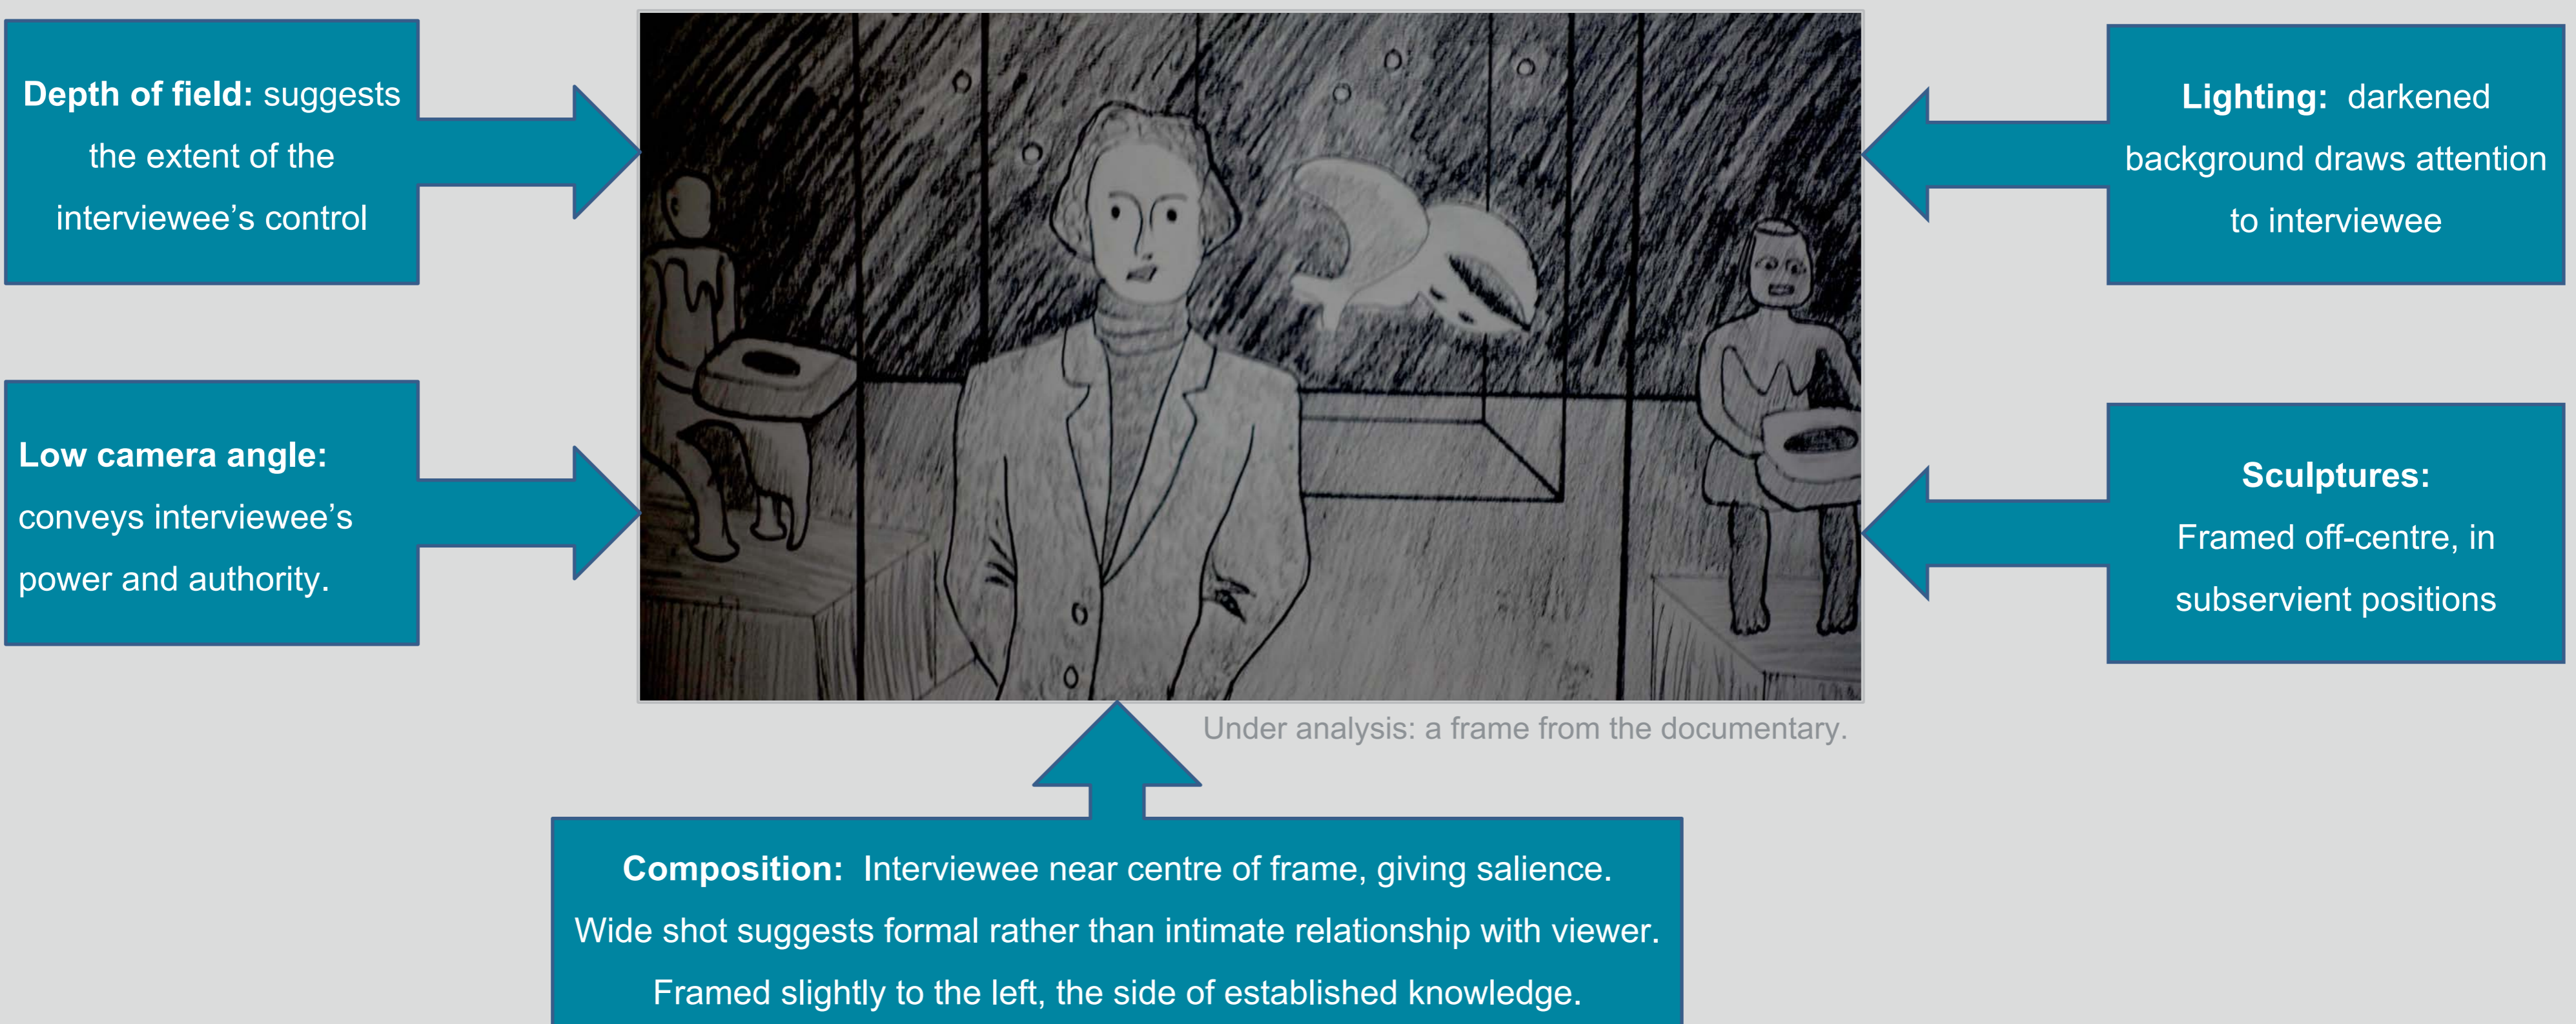 Depth of field: suggests
the extent of the
interviewee’s control
Lighting:  darkened
background draws attention
to interviewee
Low camera angle:
conveys interviewee’s
power and authority.
Sculptures:
Framed off-centre, in
subservient positions
Under analysis: a frame from the documentary.
Composition:  Interviewee near centre of frame, giving salience.
Wide shot suggests formal rather than intimate relationship with viewer.
Framed slightly to the left, the side of established knowledge.